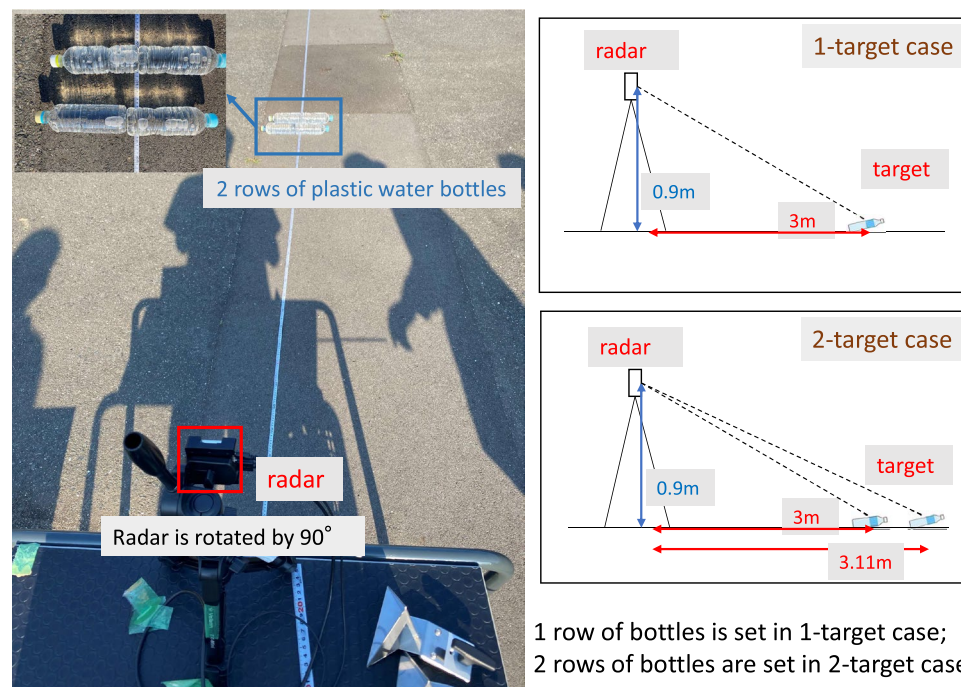 2 rows of plastic water bottles
radar
Radar is rotated by 90°
1-target case
radar
0.9m
target
3m
2-target case
radar
0.9m
target
3m
3.11m
1 row of bottles is set in 1-target case;
2 rows of bottles are set in 2-target case